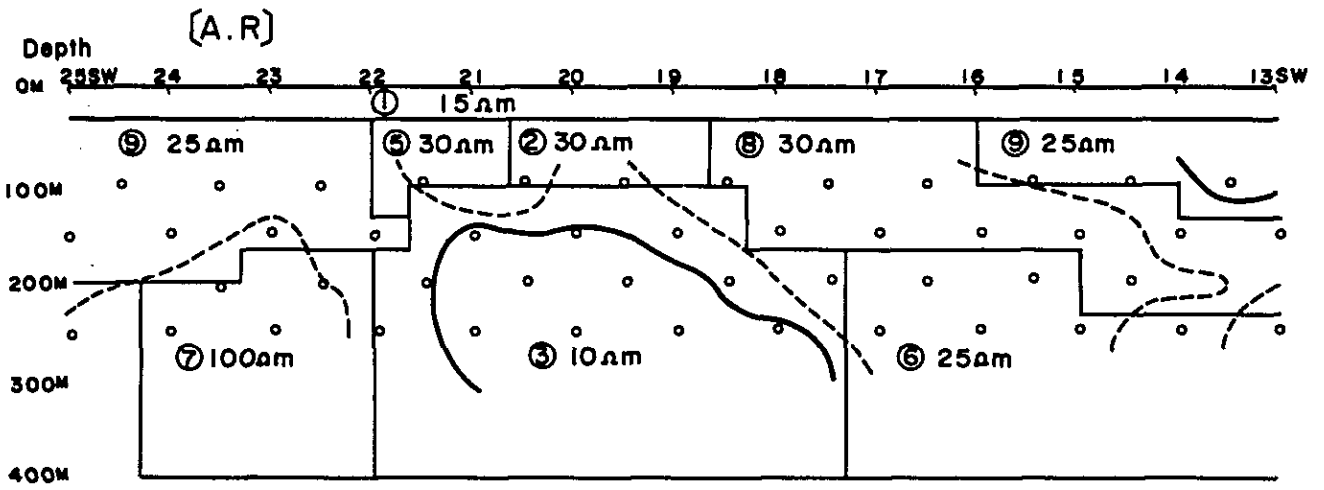 [A.R]
Depth
25SW 24 23 22 21 20 19 18 17 16 15 14 13SW
0M
① 15Ωm
⑨ 25Ωm ⑤ 30Ωm ② 30Ωm ⑧ 30Ωm ⑨ 25Ωm
100M
200M
⑦ 100Ωm ③ 10Ωm ⑥ 25Ωm
300M
400M